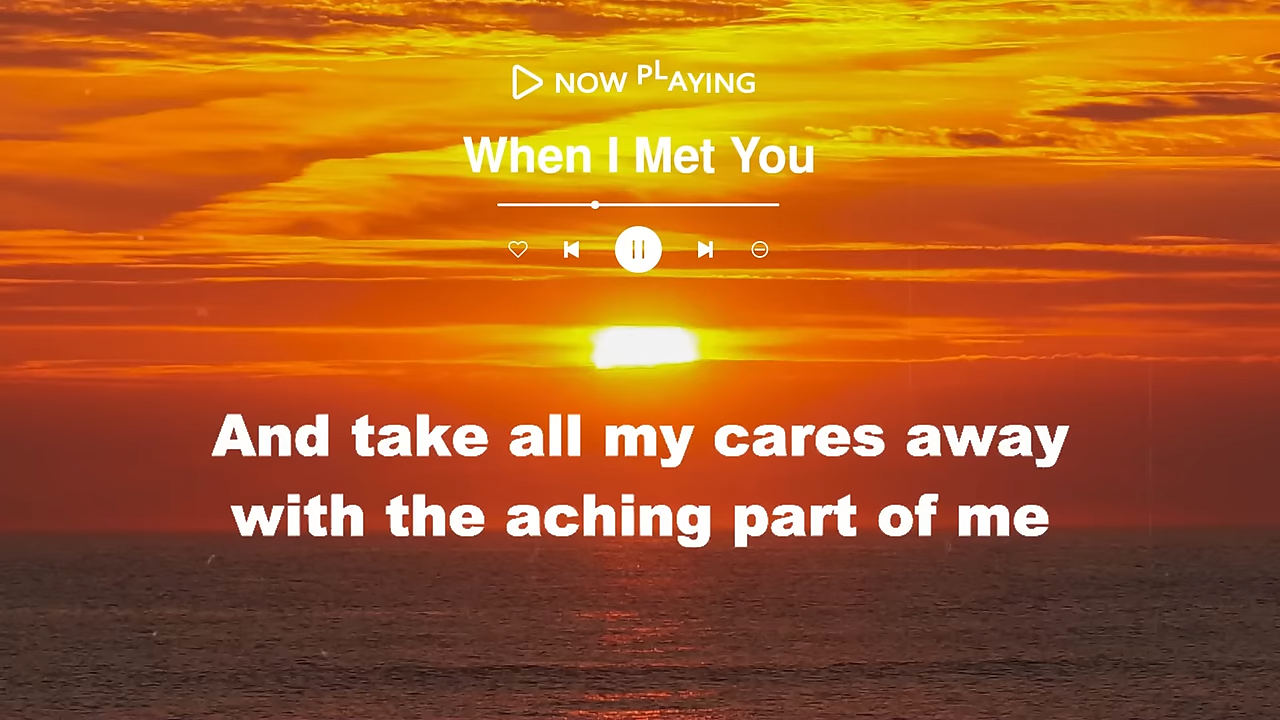 NOW PLAYING
When I Met You
And take all my cares away
with the aching part of me